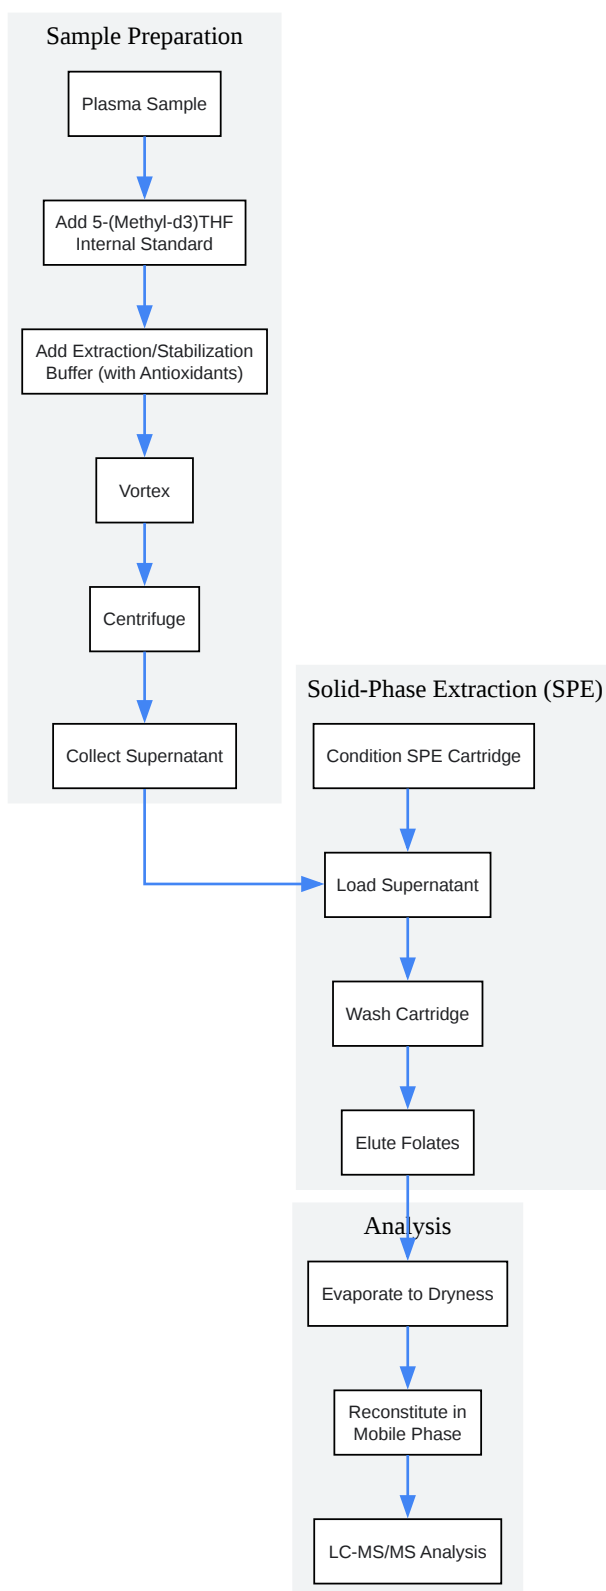 Sample Preparation
Plasma Sample
Add 5-(Methyl-d3)THF
Internal Standard
Add Extraction/Stabilization
Buffer (with Antioxidants)
Vortex
Centrifuge
Collect Supernatant
Solid-Phase Extraction (SPE)
Condition SPE Cartridge
Load Supernatant
Wash Cartridge
Elute Folates
Analysis
Evaporate to Dryness
Reconstitute in
Mobile Phase
LC-MS/MS Analysis